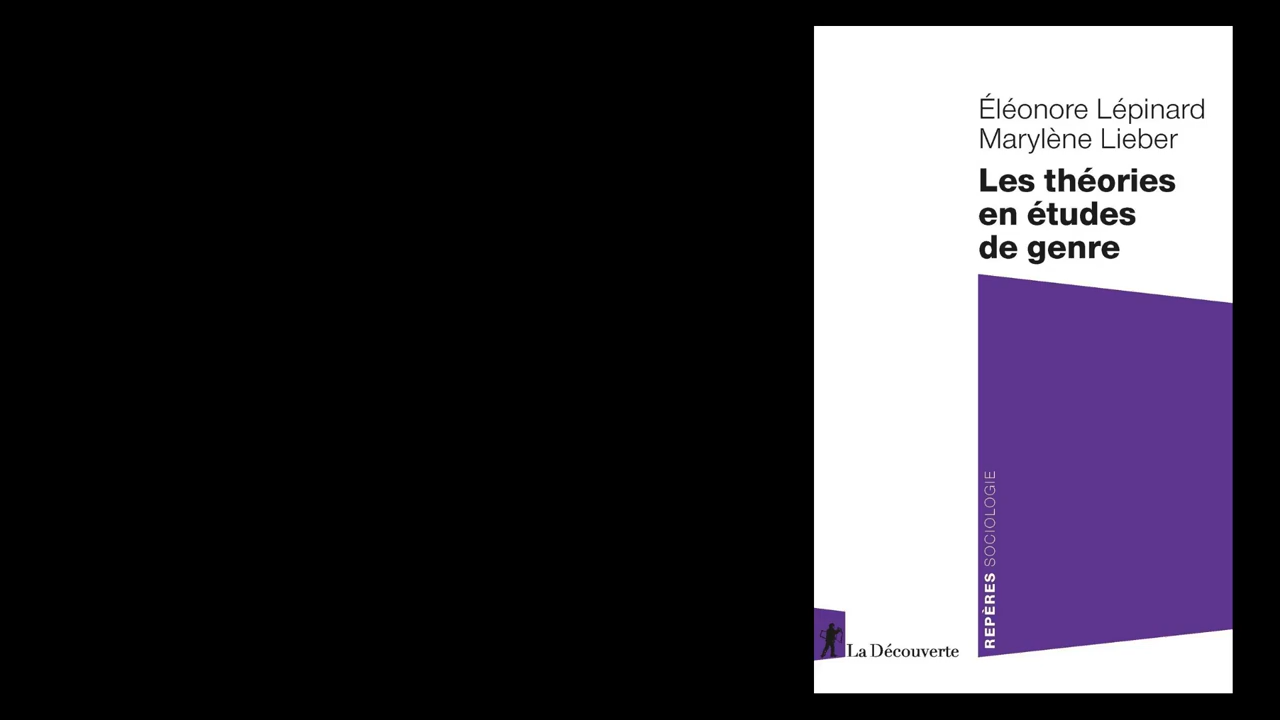 Éléonore Lépinard
Marylène Lieber
Les théories
en études
de genre
REPÈRES SOCIOLOGIE
La Découverte